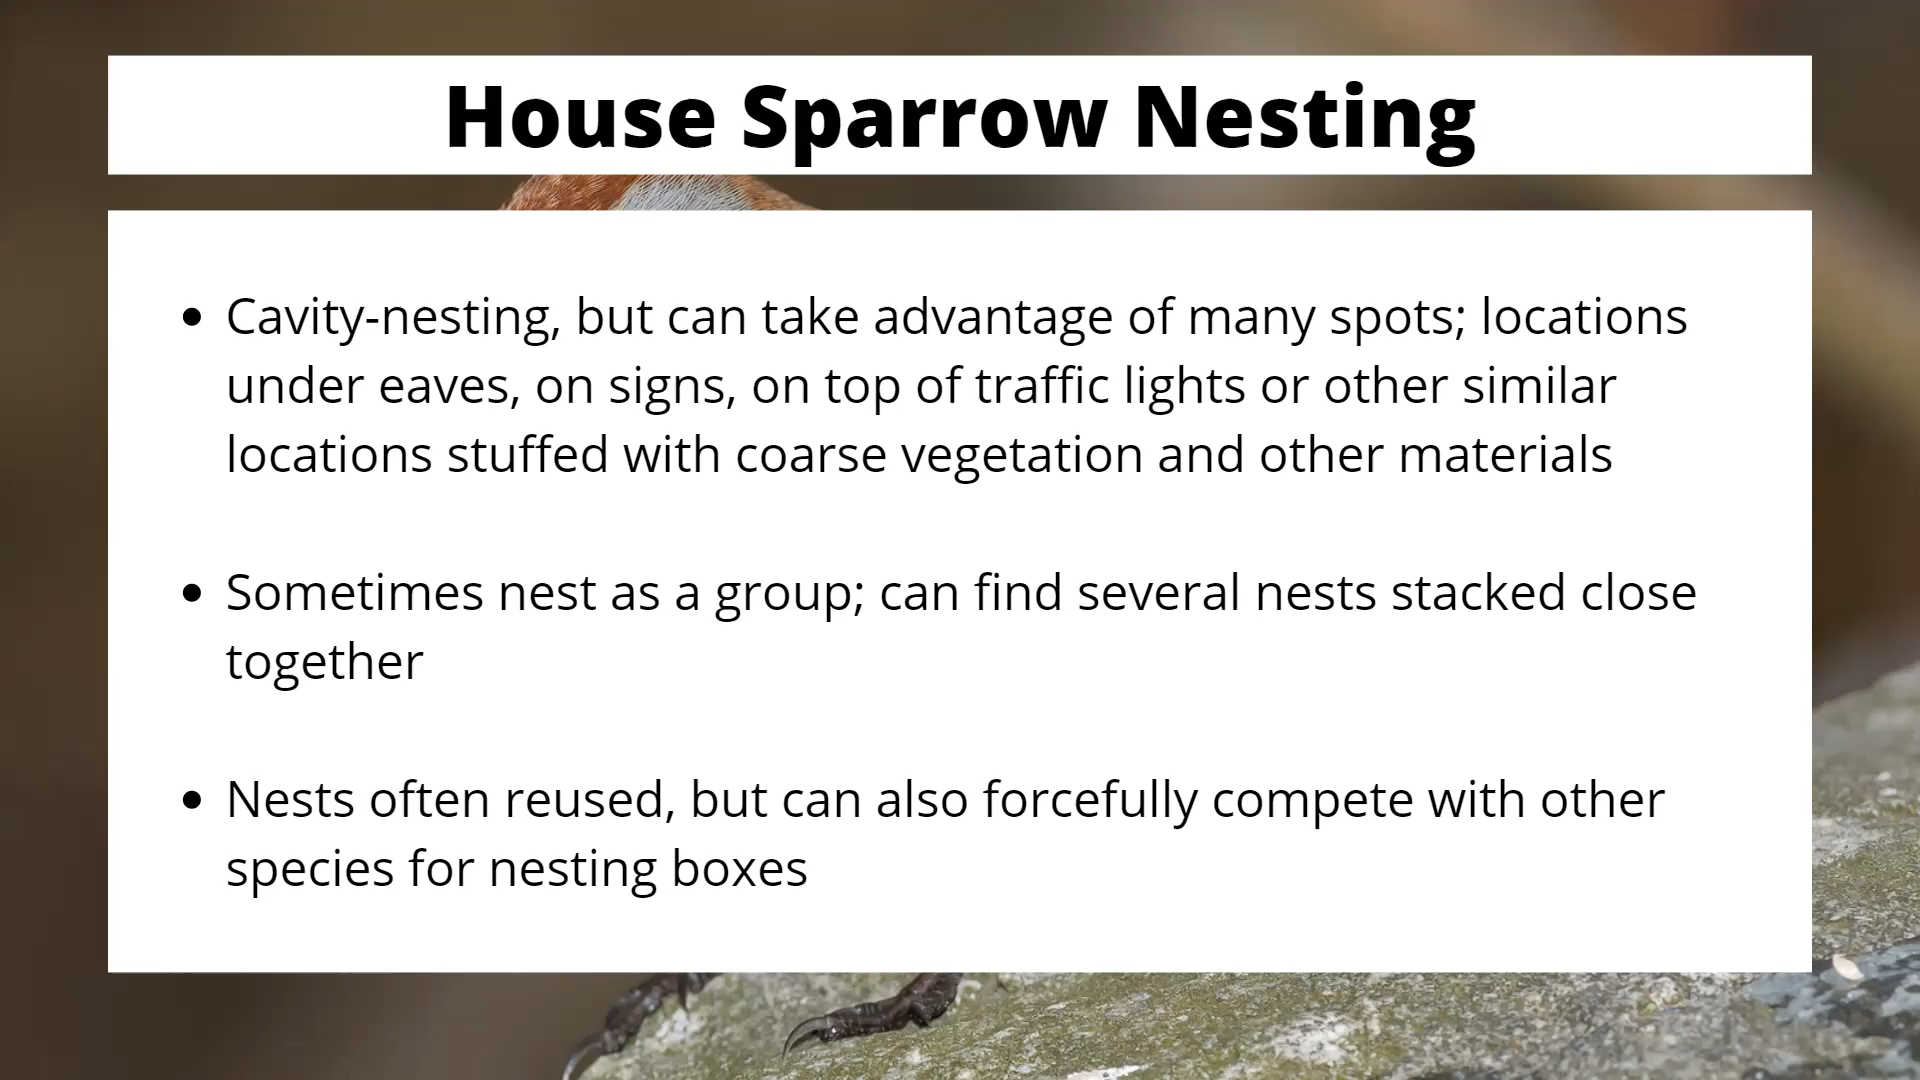 House Sparrow Nesting
• Cavity-nesting, but can take advantage of many spots; locations
under eaves, on signs, on top of traffic lights or other similar
locations stuffed with coarse vegetation and other materials
• Sometimes nest as a group; can find several nests stacked close
together
• Nests often reused, but can also forcefully compete with other
species for nesting boxes